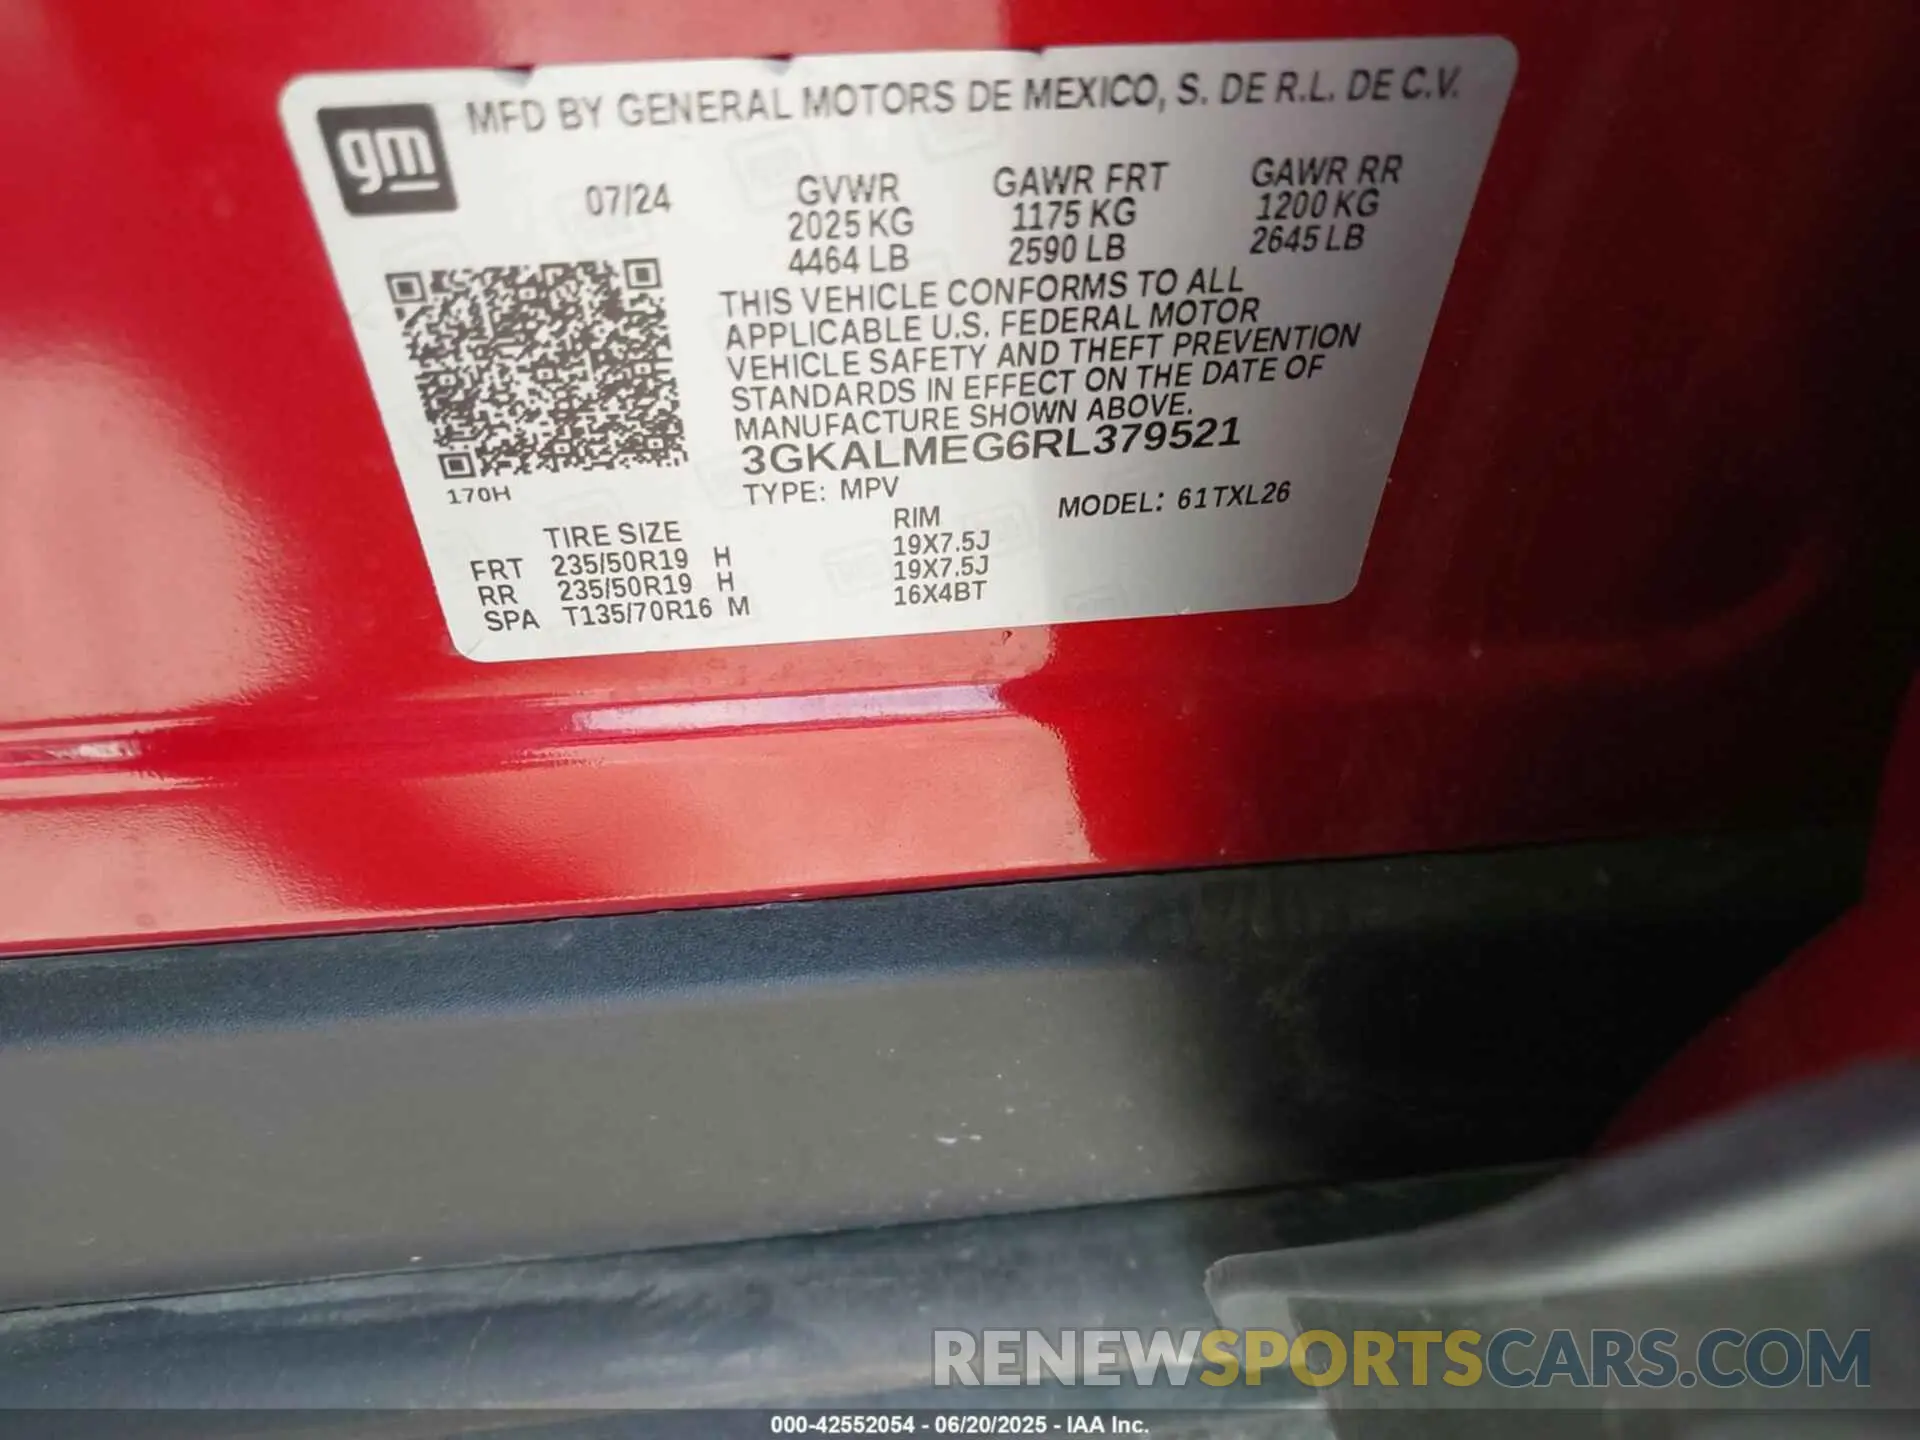 gm
MFD BY GENERAL MOTORS DE MEXICO, S. DE R.L. DE C.V.
07/24
GVWR
2025 KG
4464 LB
GAWR FRT
1175 KG
2590 LB
GAWR RR
1200 KG
2645 LB
THIS VEHICLE CONFORMS TO ALL
APPLICABLE U.S. FEDERAL MOTOR
VEHICLE SAFETY AND THEFT PREVENTION
STANDARDS IN EFFECT ON THE DATE OF
MANUFACTURE SHOWN ABOVE.
3GKALMEG6RL379521
170H
TYPE: MPV
MODEL: 61TXL26
TIRE SIZE RIM
FRT 235/50R19 H 19X7.5J
RR 235/50R19 H 19X7.5J
SPA T135/70R16 M 16X4BT
RENEWSPORTSCARS.COM
000-42552054 - 06/20/2025 - IAA Inc.